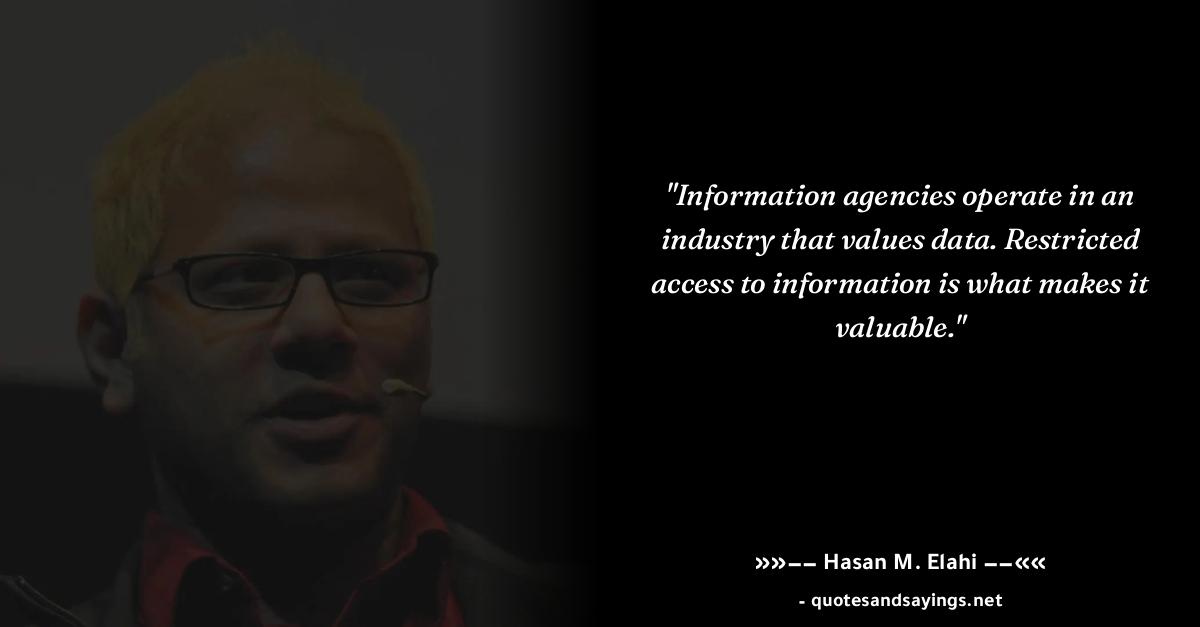 "Information agencies operate in an
industry that values data. Restricted
access to information is what makes it
valuable."
»»–– Hasan M. Elahi ––««
- quotesandsayings.net